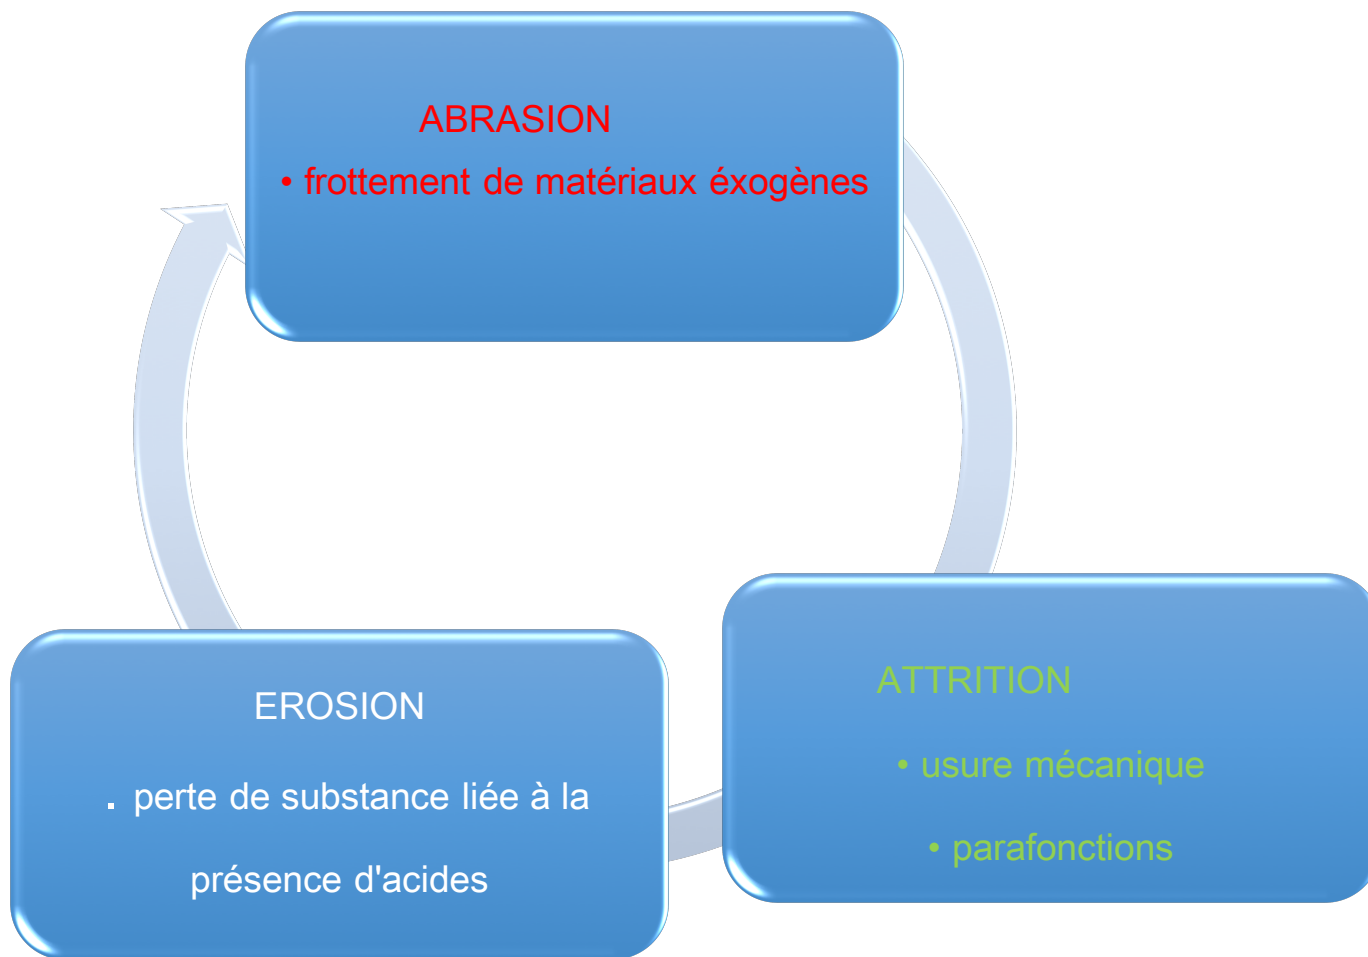 ABRASION
• frottement de matériaux éxogènes
ATTRITION
• usure mécanique
• parafonctions
EROSION
. perte de substance liée à la
présence d'acides